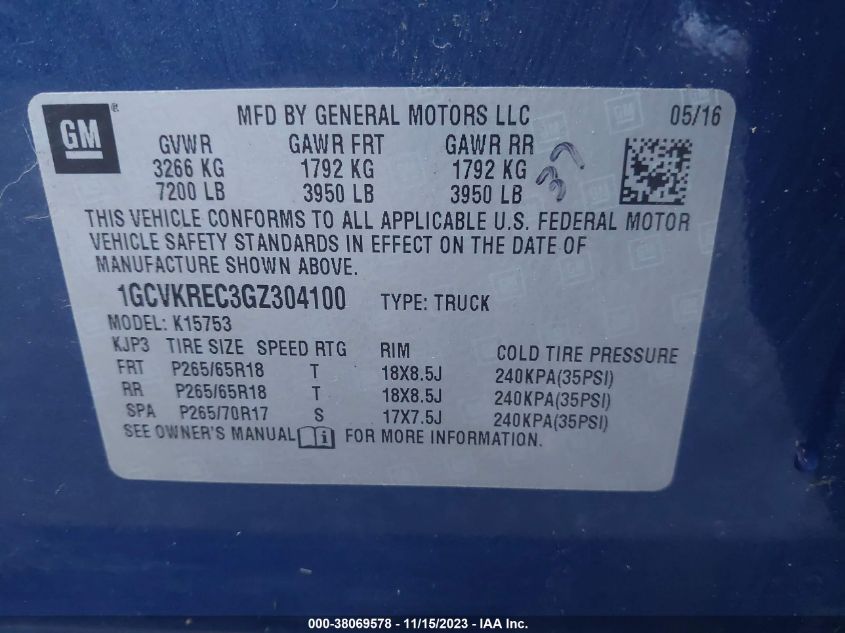 GM ®
MFD BY GENERAL MOTORS LLC 05/16
GVWR GAWR FRT GAWR RR
3266 KG 1792 KG 1792 KG
7200 LB 3950 LB 3950 LB
THIS VEHICLE CONFORMS TO ALL APPLICABLE U.S. FEDERAL MOTOR
VEHICLE SAFETY STANDARDS IN EFFECT ON THE DATE OF
MANUFACTURE SHOWN ABOVE.
1GCVKREC3GZ304100 TYPE: TRUCK
MODEL: K15753
KJP3 TIRE SIZE SPEED RTG RIM COLD TIRE PRESSURE
FRT P265/65R18 T 18X8.5J 240KPA(35PSI)
RR P265/65R18 T 18X8.5J 240KPA(35PSI)
SPA P265/70R17 S 17X7.5J 240KPA(35PSI)
SEE OWNER'S MANUAL FOR MORE INFORMATION.
000-38069578 - 11/15/2023 - IAA Inc.